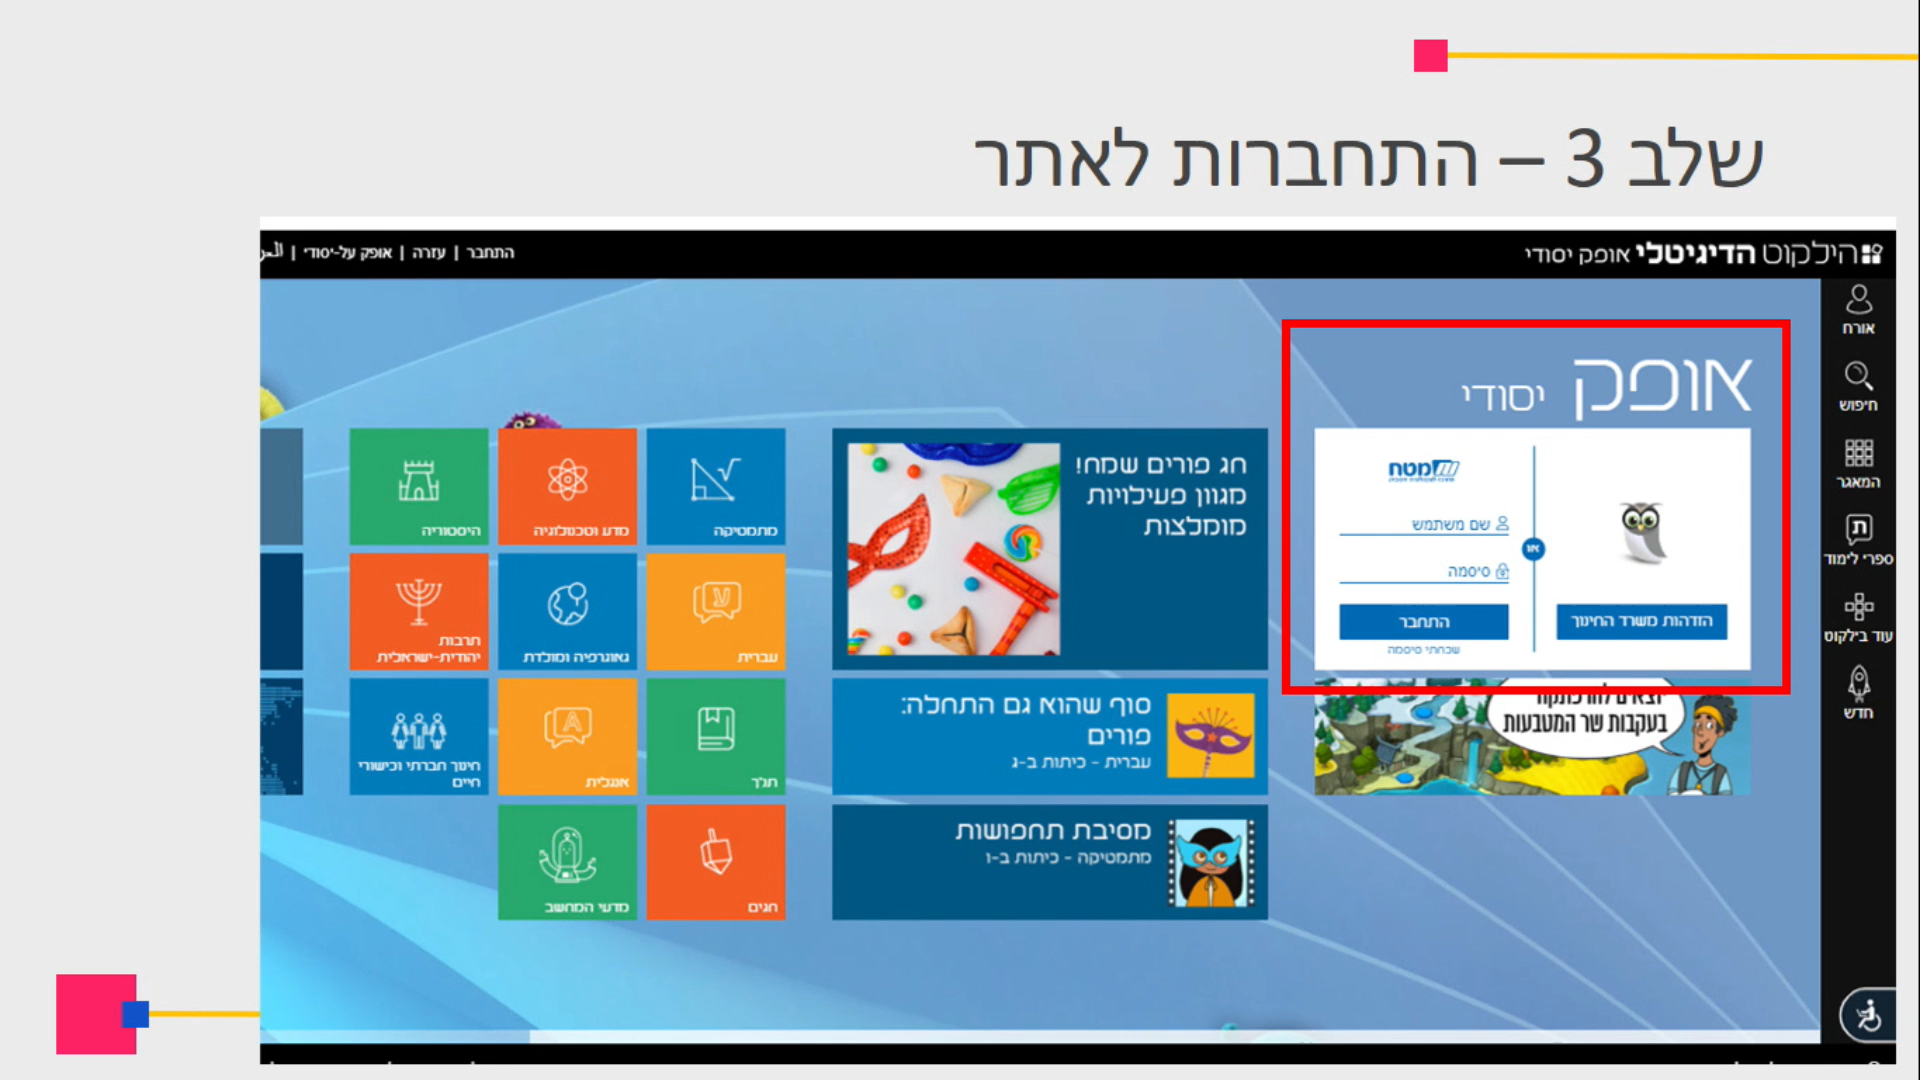 שלב 3 – התחברות לאתר
הילקוט הדיגיטלי אופק יסודי
התחבר | עזרה | אופק על-יסודי |
אורח
חיפוש
המאגר
ספרי לימוד
עוד בילקוט
חדש
אופק יסודי
הזדהות משרד החינוך
או
מטח
שם משתמש
סיסמה
התחבר
שכחתי סיסמה
בעקבות שר המטבעות
חג פורים שמח!
מגוון פעילויות
מומלצות
סוף שהוא גם התחלה:
פורים
עברית - כיתות ב-ג
מסיבת תחפושות
מתמטיקה - כיתות ב-ו
מתמטיקה
מדע וטכנולוגיה
היסטוריה
עברית
גאוגרפיה ומולדת
תרבות
יהודית-ישראלית
תנ"ך
אנגלית
חינוך חברתי וכישורי
חיים
חגים
מדעי המחשב